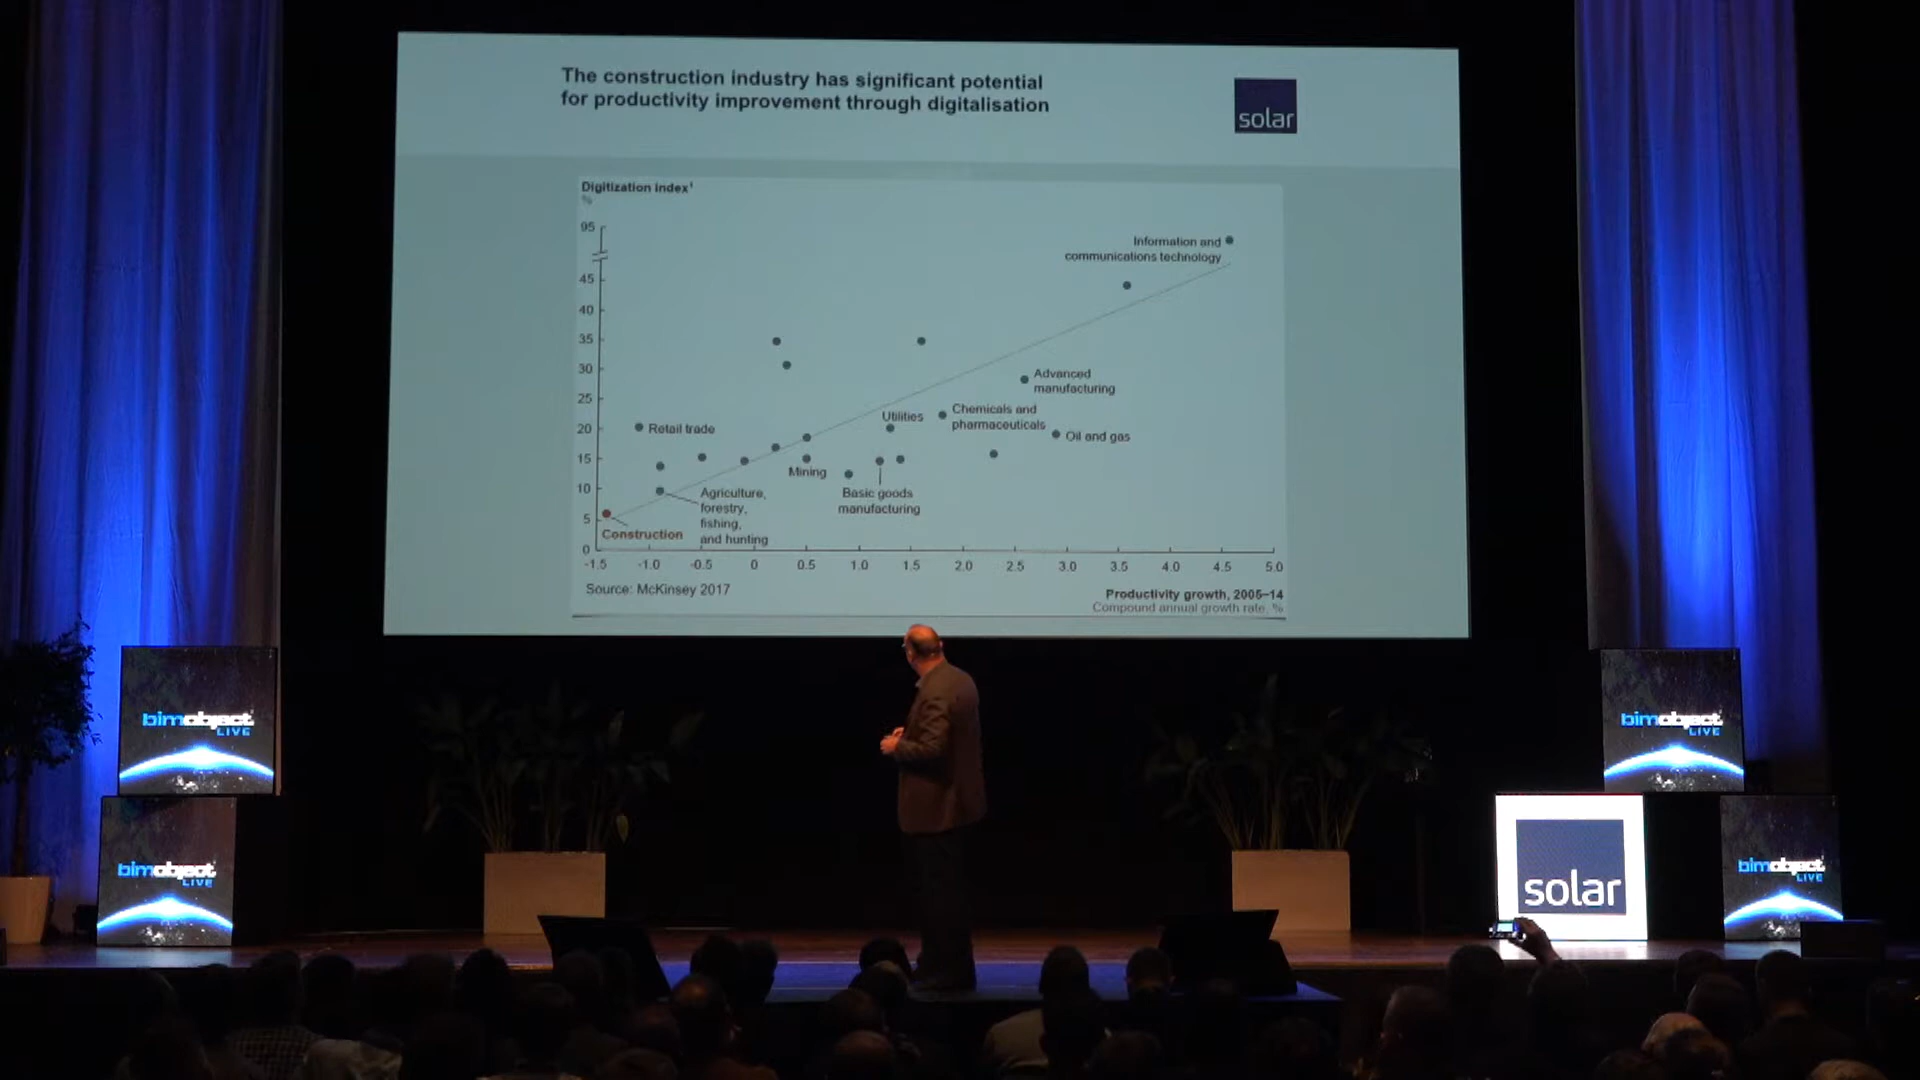 The construction industry has significant potential
for productivity improvement through digitalisation
solar
Digitization index¹
%
95
45
40
35
30
25
20
15
10
5
0
Information and
communications technology
Advanced
manufacturing
Chemicals and
pharmaceuticals
Oil and gas
Utilities
Retail trade
Mining
Basic goods
manufacturing
Agriculture,
forestry,
fishing,
and hunting
Construction
-1.5 -1.0 -0.5 0 0.5 1.0 1.5 2.0 2.5 3.0 3.5 4.0 4.5 5.0
Source: McKinsey 2017
Productivity growth, 2005–14
Compound annual growth rate, %
bimobject
LIVE
bimobject
LIVE
bimobject
LIVE
solar
bimobject
LIVE